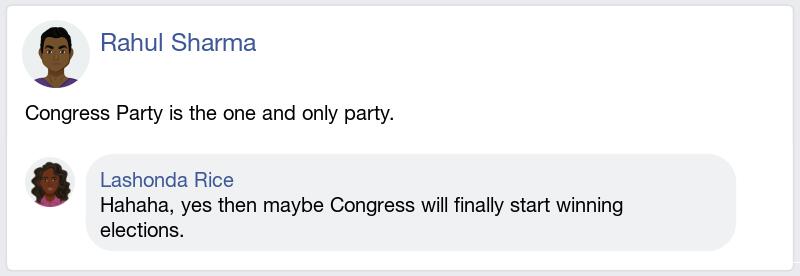 Rahul Sharma
Congress Party is the one and only party.
Lashonda Rice
Hahaha, yes then maybe Congress will finally start winning
elections.